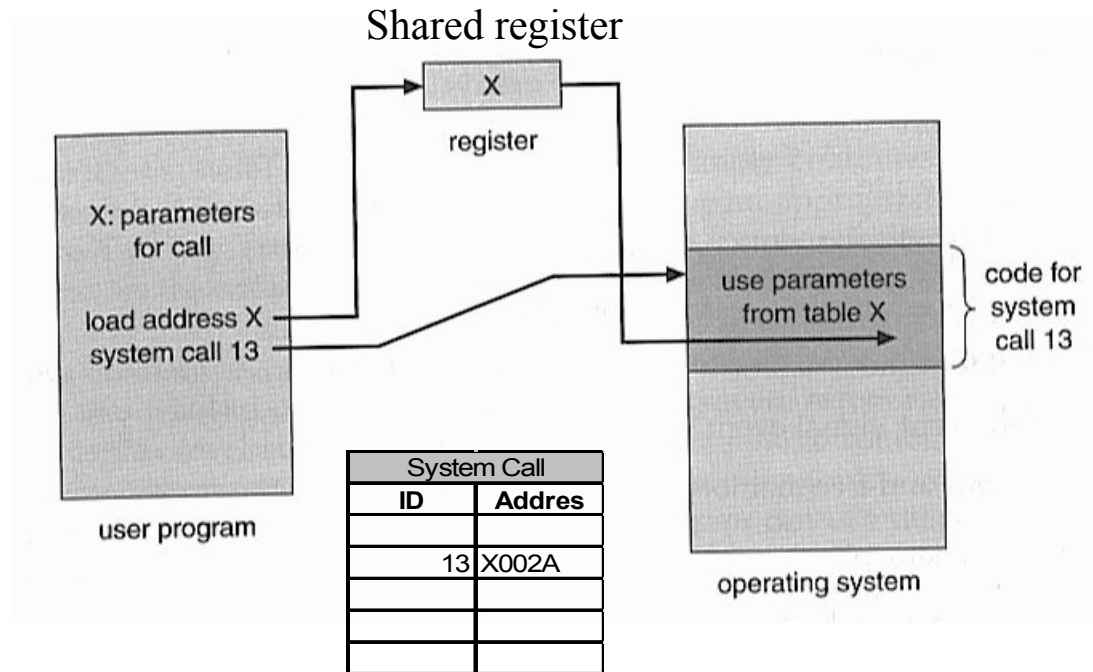 Shared register
X
register
X: parameters
for call
load address X
system call 13
user program
use parameters
from table X
code for
system
call 13
operating system
System Call
ID Addres
13 X002A